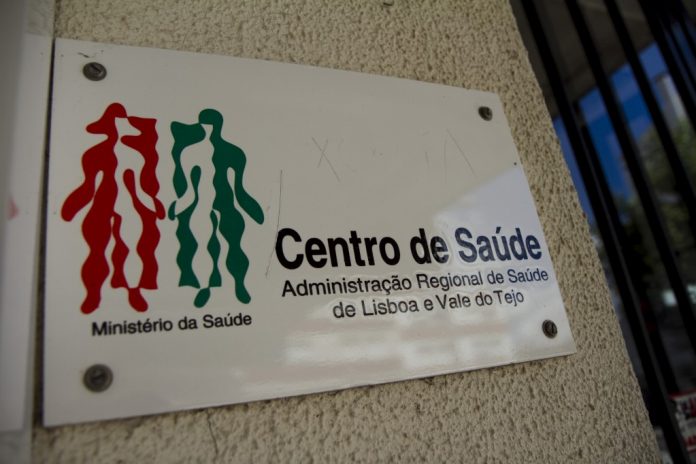 Centro de Saúde
Administração Regional de Saúde
de Lisboa e Vale do Tejo
Ministério da Saúde